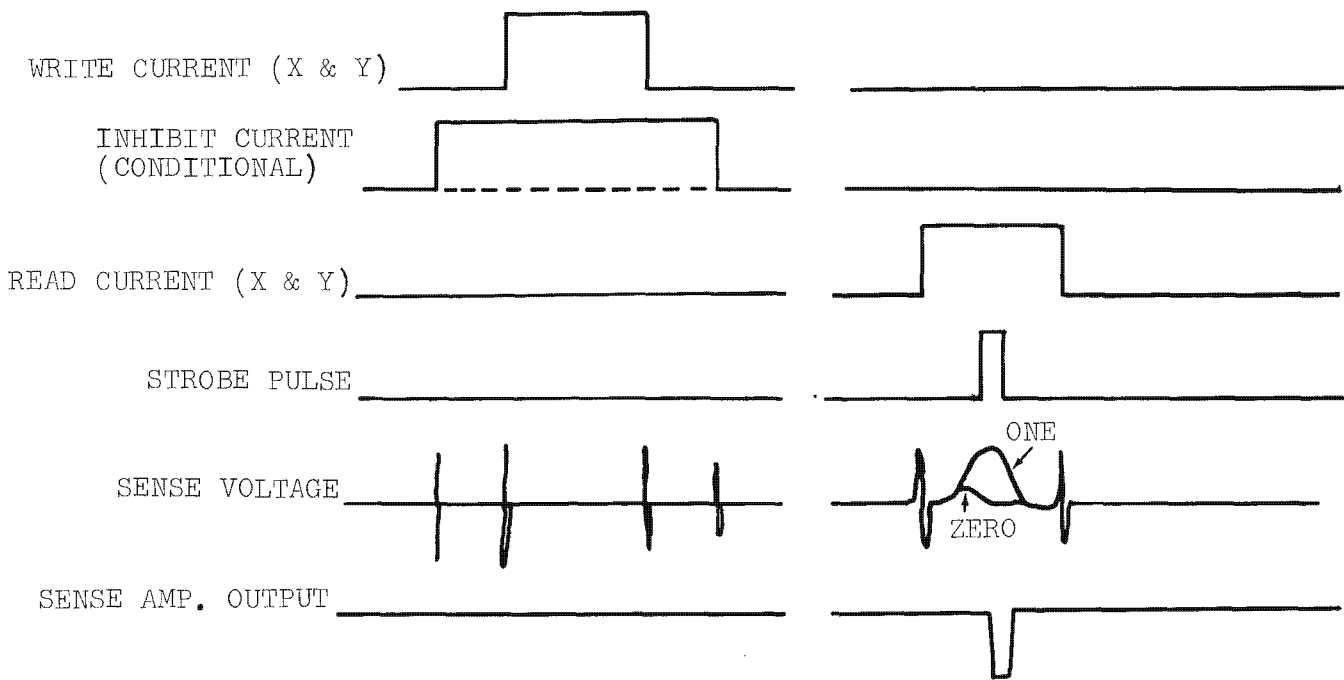 WRITE CURRENT (X & Y)
INHIBIT CURRENT
(CONDITIONAL)
READ CURRENT (X & Y)
STROBE PULSE
ONE
SENSE VOLTAGE
ZERO
SENSE AMP. OUTPUT